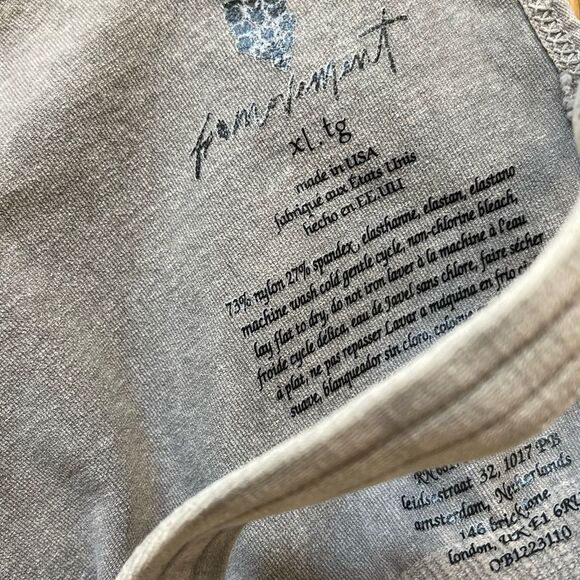 fp movement
xl.tg
made in USA
fabriqué aux États Unis
hecho en EE.UU
73% nylon 27% spandex, elasthanne, elastan, elastano
machine wash cold gentle cycle, non-chlorine bleach,
lay flat to dry, do not iron laver à la machine à l'eau
froide cycle délica, eau de Javel sans chlore, faire sécher
à plat, ne pas repasser Lavar a máquina en frío
suave, blanqueador sin cloro,
leidsestraat 32, 1017 PB
amsterdam, Netherlands
146 brick lane
london, UK E1 6RU
OB1223110